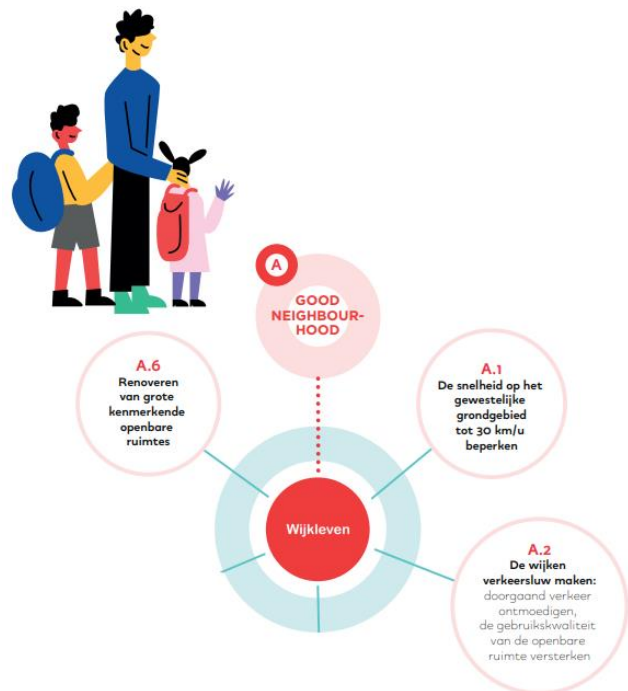 A
GOOD
NEIGHBOUR-
HOOD
A.6
Renoveren
van grote
kenmerkende
openbare
ruimtes
A.1
De snelheid op het
gewestelijke
grondgebied
tot 30 km/u
beperken
Wijkleven
A.2
De wijken
verkeersluw maken:
doorgaand verkeer
ontmoedigen,
de gebruikskwaliteit
van de openbare
ruimte versterken